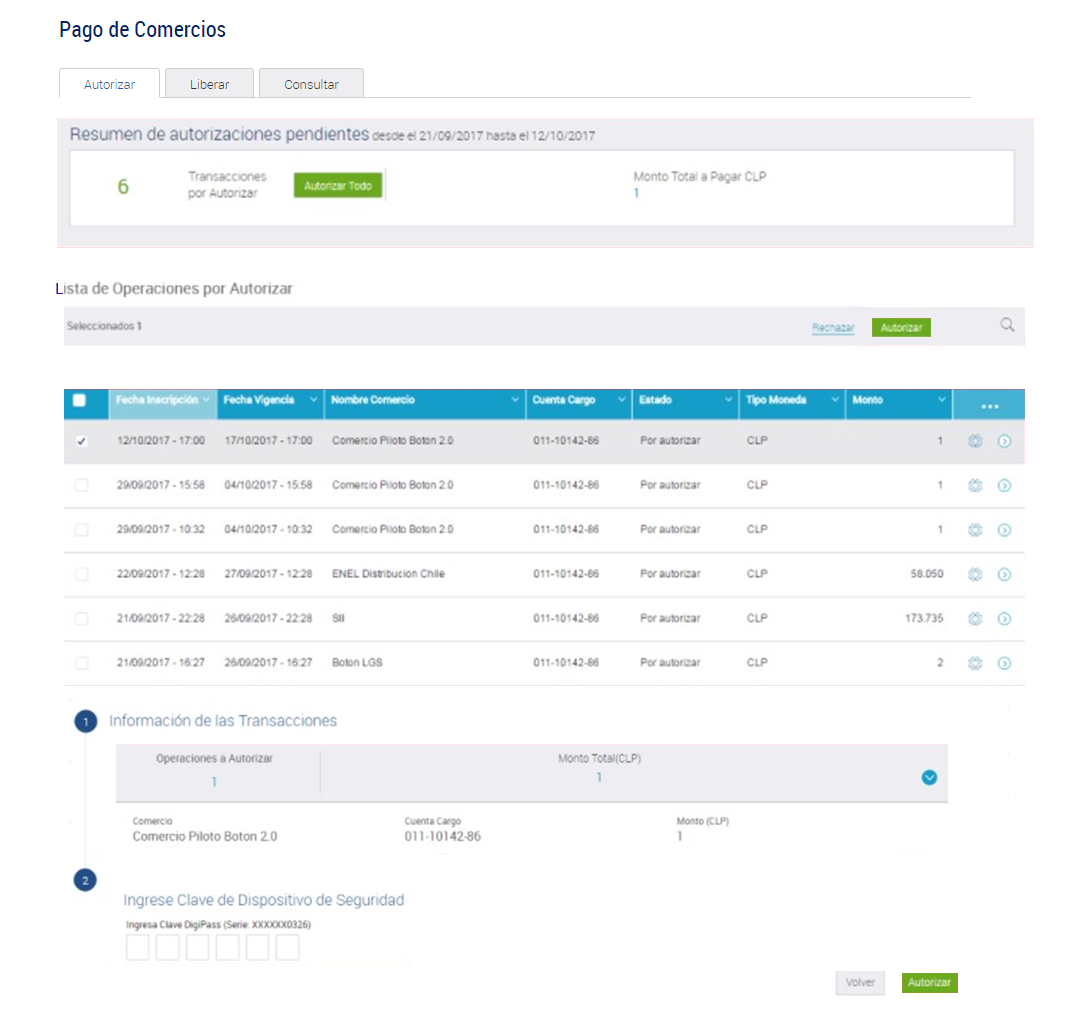 Pago de Comercios
Autorizar Liberar Consultar
Resumen de autorizaciones pendientes desde el 21/09/2017 hasta el 12/10/2017
6 Transacciones por Autorizar Autorizar Todo Monto Total a Pagar CLP
1
Lista de Operaciones por Autorizar
Seleccionados 1 Rechazar Autorizar
Fecha Inscripción Fecha Vigencia Nombre Comercio Cuenta Cargo Estado Tipo Moneda Monto ...
12/10/2017 - 17:00 17/10/2017 - 17:00 Comercio Piloto Boton 2.0 011-10142-86 Por autorizar CLP 1
29/09/2017 - 15:58 04/10/2017 - 15:58 Comercio Piloto Boton 2.0 011-10142-86 Por autorizar CLP 1
29/09/2017 - 10:32 04/10/2017 - 10:32 Comercio Piloto Boton 2.0 011-10142-86 Por autorizar CLP 1
22/09/2017 - 12:28 27/09/2017 - 12:28 ENEL Distribucion Chile 011-10142-86 Por autorizar CLP 58.050
21/09/2017 - 22:28 26/09/2017 - 22:28 SII 011-10142-86 Por autorizar CLP 173.735
21/09/2017 - 16:27 26/09/2017 - 16:27 Boton LGS 011-10142-86 Por autorizar CLP 2
1 Información de las Transacciones
Operaciones a Autorizar Monto Total(CLP)
1 1
Comercio Cuenta Cargo Monto (CLP)
Comercio Piloto Boton 2.0 011-10142-86 1
2
Ingrese Clave de Dispositivo de Seguridad
Ingresa Clave DigiPass (Serie: XXXXXX0326)
Volver Autorizar